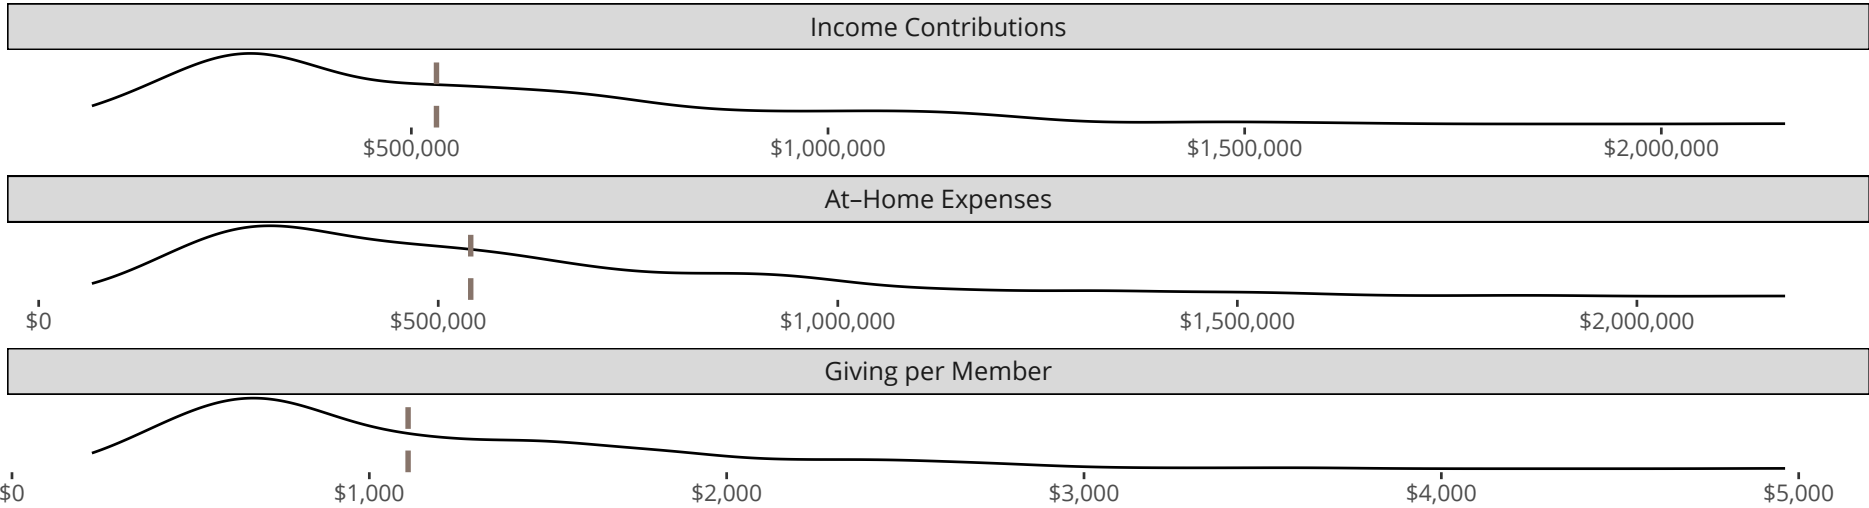 Income Contributions
$500,000 $1,000,000 $1,500,000 $2,000,000
At–Home Expenses
$0 $500,000 $1,000,000 $1,500,000 $2,000,000
Giving per Member
$0 $1,000 $2,000 $3,000 $4,000 $5,000